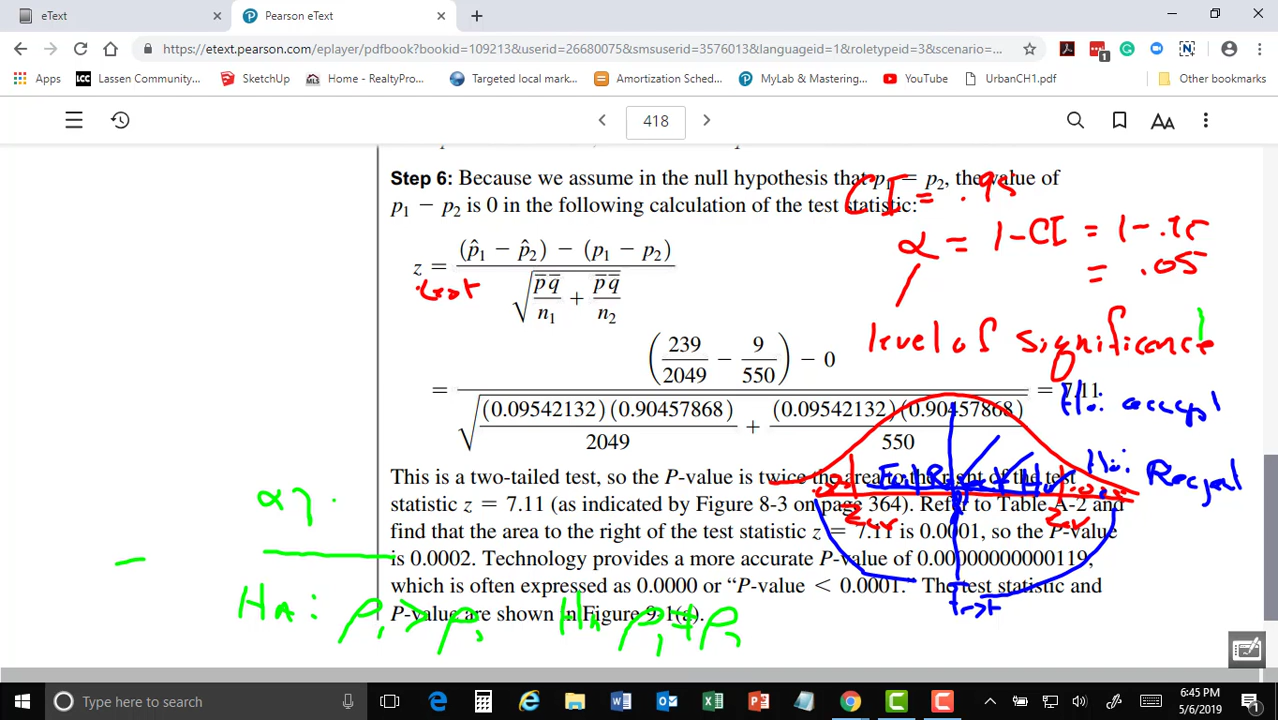 eText
Pearson eText
https://etext.pearson.com/eplayer/pdfbook?bookid=109213&userid=26680075&smsuserid=3576013&languageid=1&roletypeid=3&scenario=...
Apps
Lassen Community...
SketchUp
Home - RealtyPro...
Targeted local mark...
Amortization Sched...
MyLab & Mastering...
YouTube
UrbanCH1.pdf
Other bookmarks
418
Step 6: Because we assume in the null hypothesis that p₁ = p₂, the value of
p₁ − p₂ is 0 in the following calculation of the test statistic:
CI = .95
α = 1-CI = 1-.95
= .05
level of significance
z = (p̂₁ − p̂₂) − (p₁ − p₂) / √(p̄q̄/n₁ + p̄q̄/n₂)
test
= (239/2049 − 9/550) − 0 / √((0.09542132)(0.90457868)/2049 + (0.09542132)(0.90457868)/550) = 7.11
Ho: accept
Ho: Reject
This is a two-tailed test, so the P-value is twice the area to the right of the test
statistic z = 7.11 (as indicated by Figure 8-3 on page 364). Refer to Table A-2 and
find that the area to the right of the test statistic z = 7.11 is 0.0001, so the P-value
is 0.0002. Technology provides a more accurate P-value of 0.00000000000119,
which is often expressed as 0.0000 or “P-value < 0.0001.” The test statistic and
P-value are shown in Figure 9-1(a).
Zcv
Zcv
Ztest
Type here to search
6:45 PM
5/6/2019